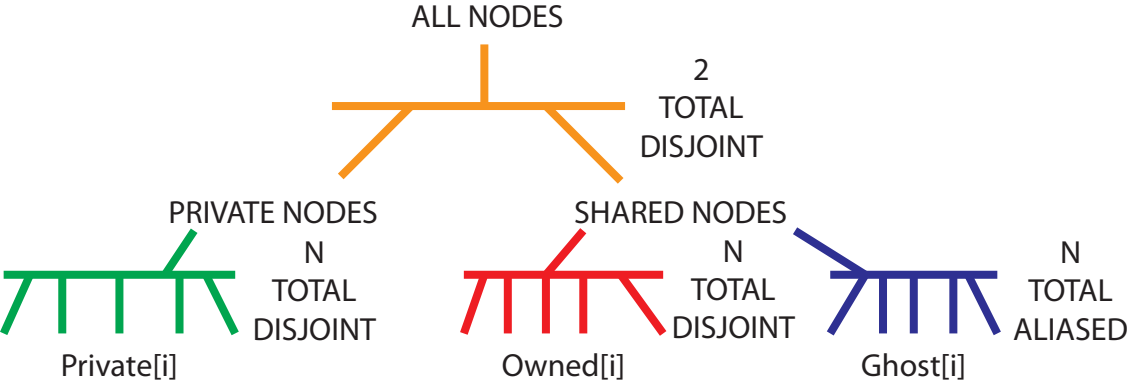 ALL NODES
2
TOTAL
DISJOINT
PRIVATE NODES
SHARED NODES
N
TOTAL
DISJOINT
N
TOTAL
DISJOINT
N
TOTAL
ALIASED
Private[i]
Owned[i]
Ghost[i]